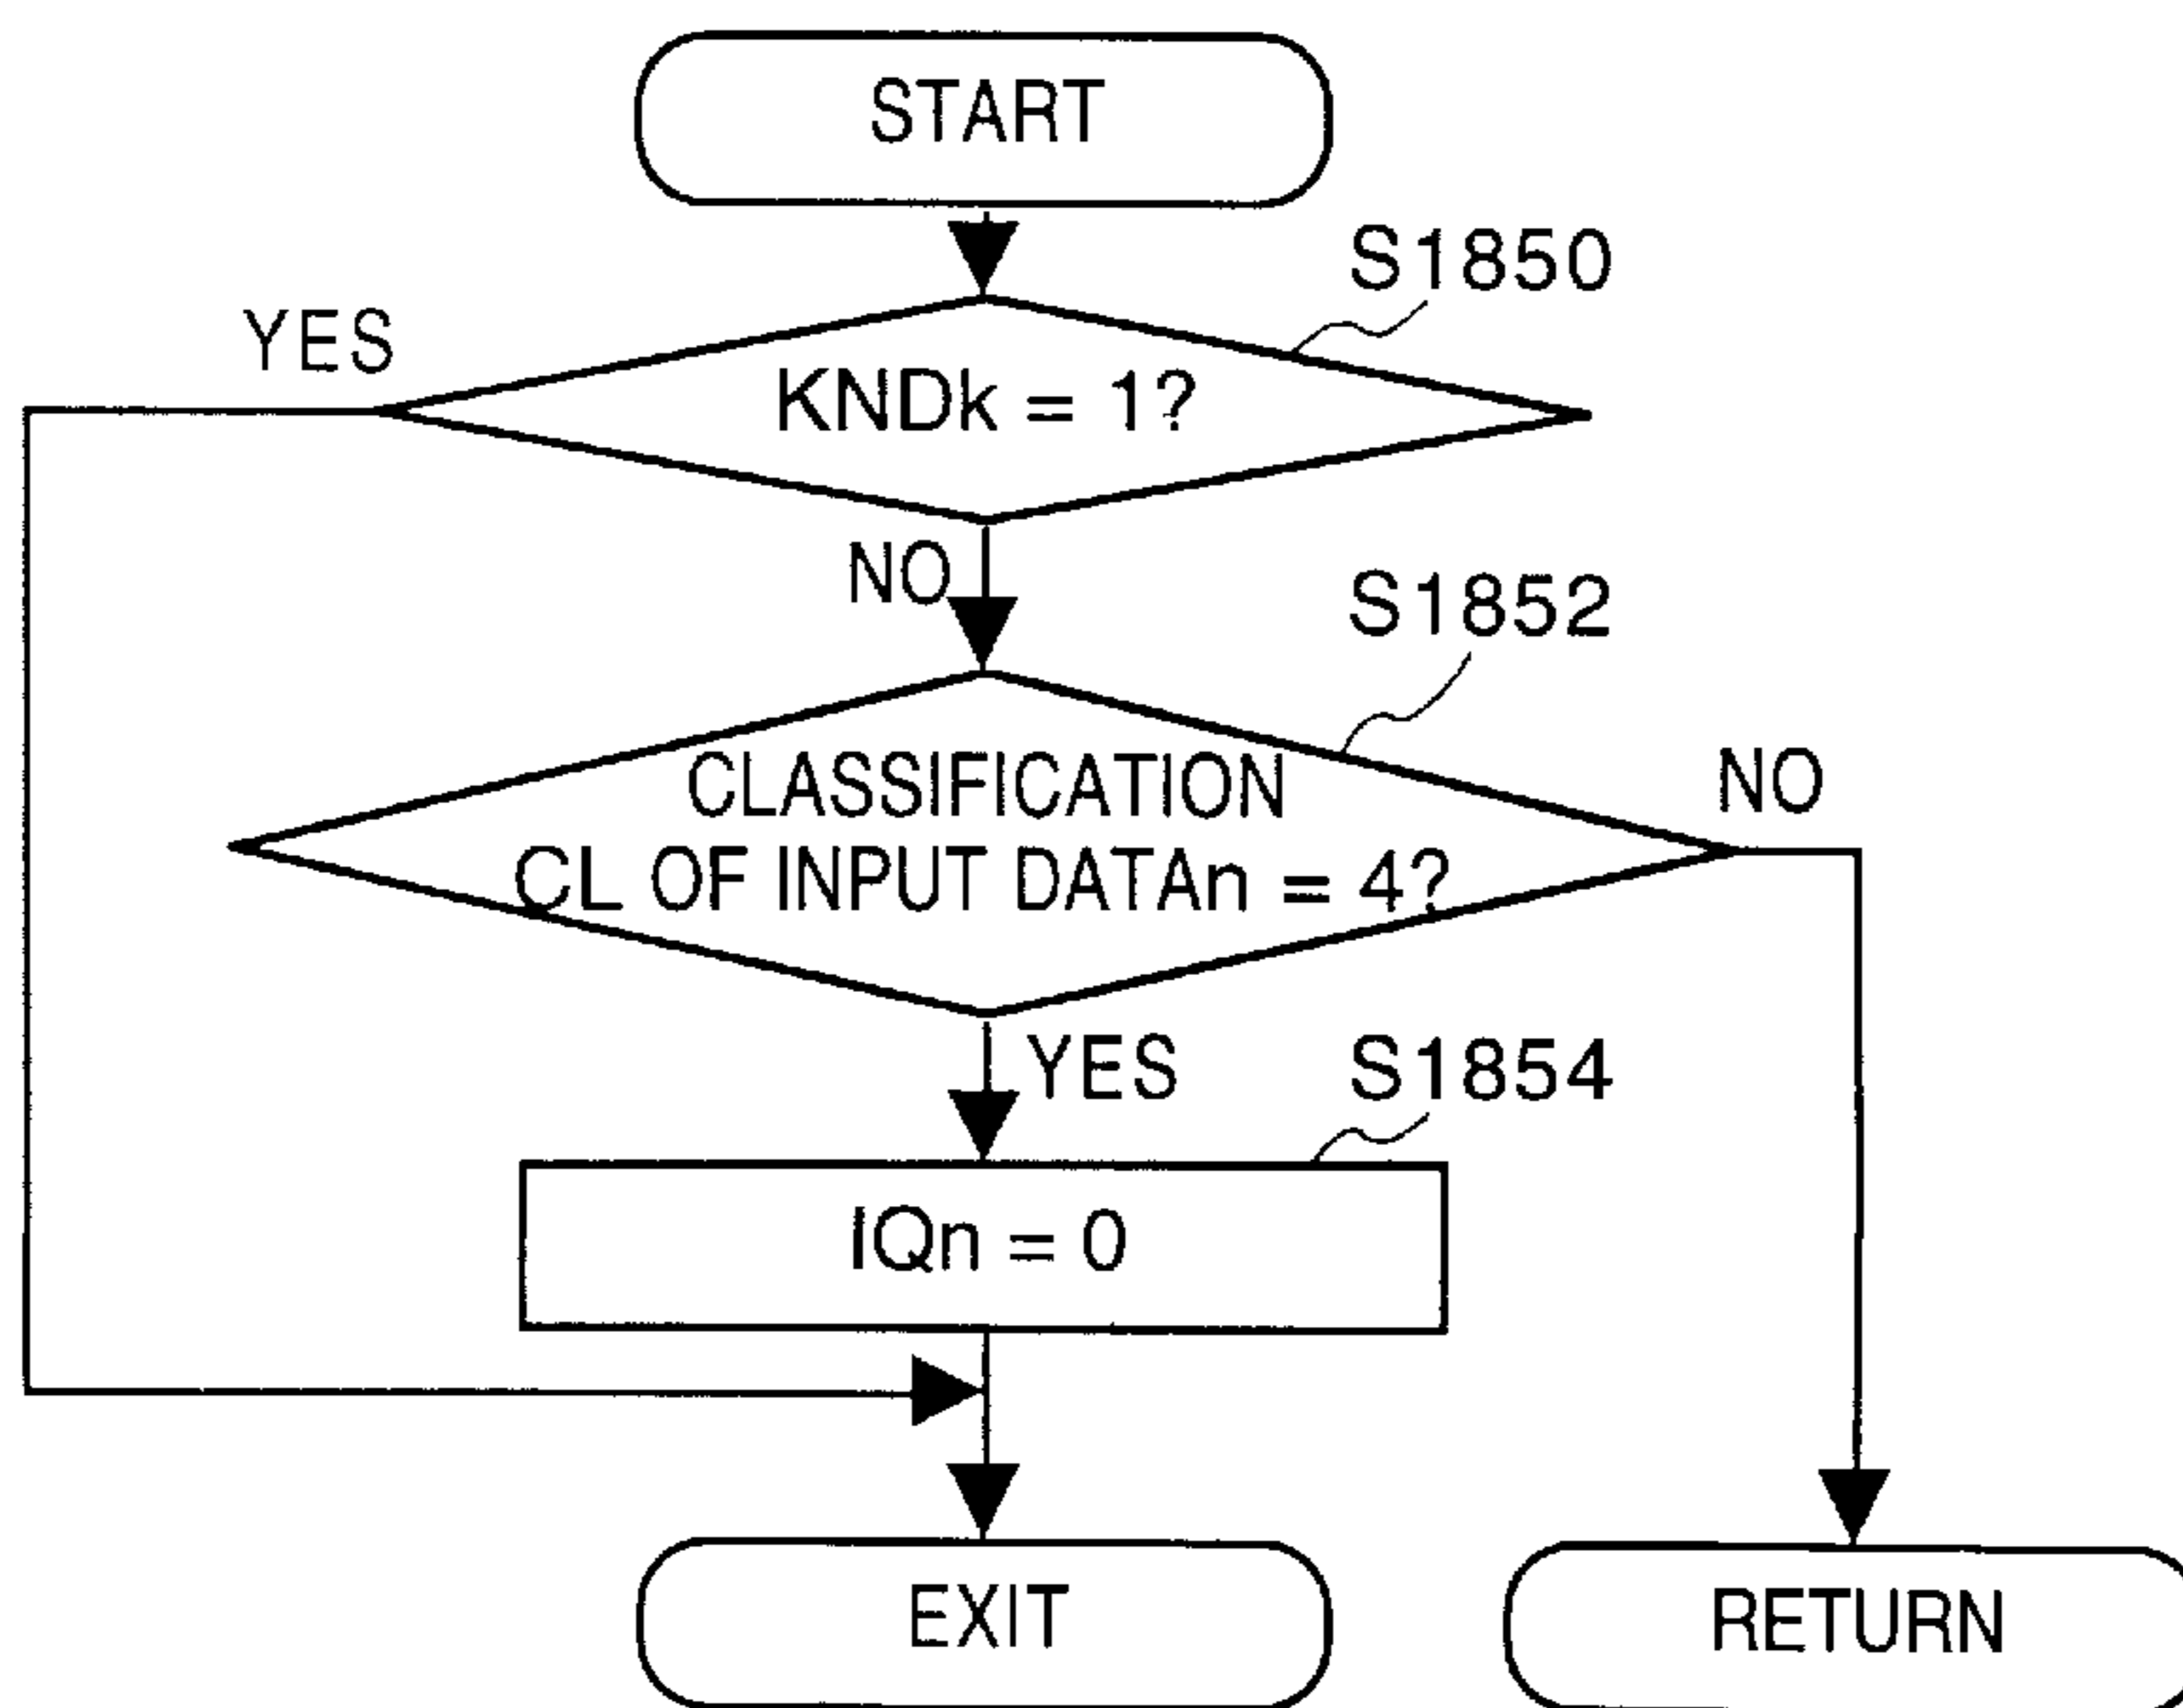 START
S1850
YES
KNDk = 1?
NO
S1852
CLASSIFICATION
CL OF INPUT DATAn = 4?
NO
YES
S1854
IQn = 0
EXIT
RETURN